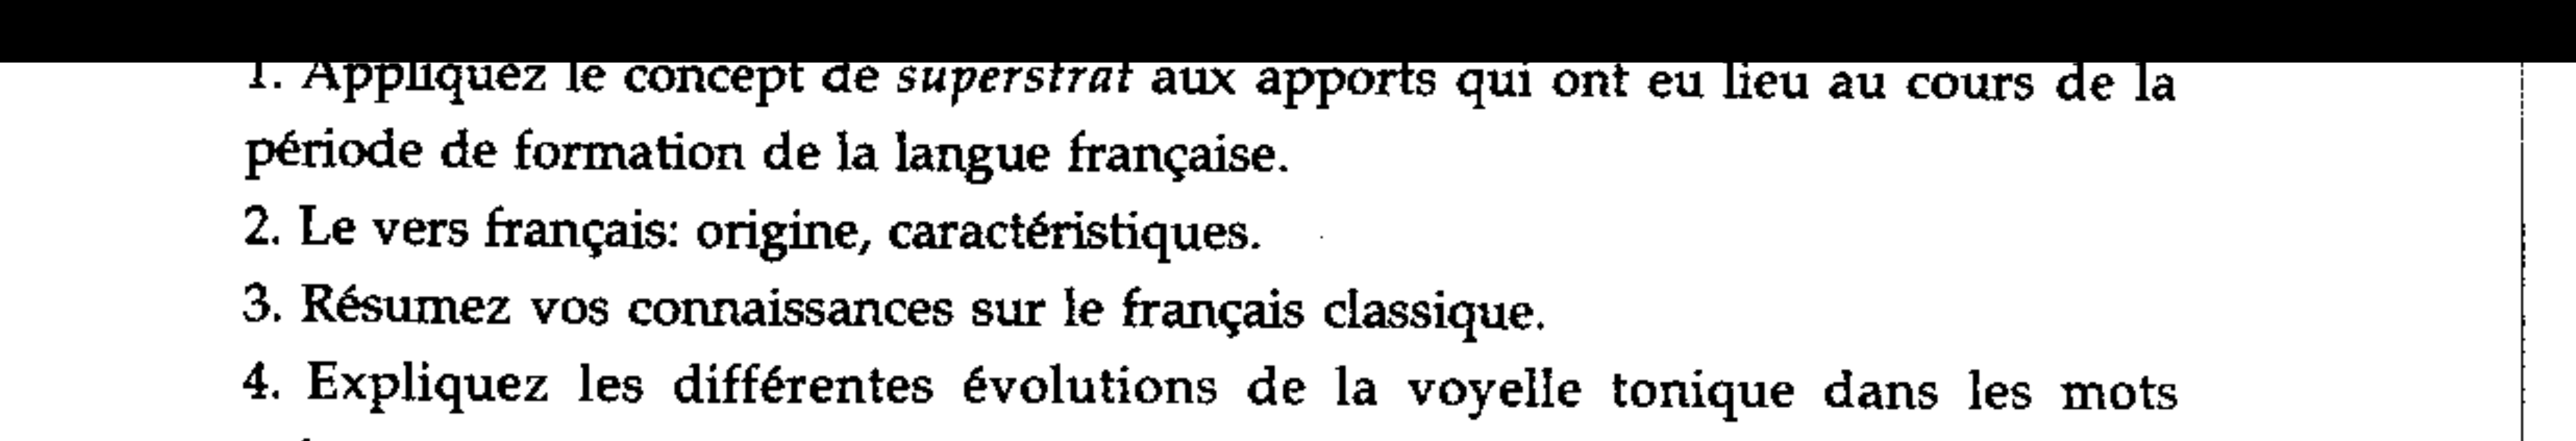 1. Appliquez le concept de superstrat aux apports qui ont eu lieu au cours de la
période de formation de la langue française.
2. Le vers français: origine, caractéristiques.
3. Résumez vos connaissances sur le français classique.
4. Expliquez les différentes évolutions de la voyelle tonique dans les mots